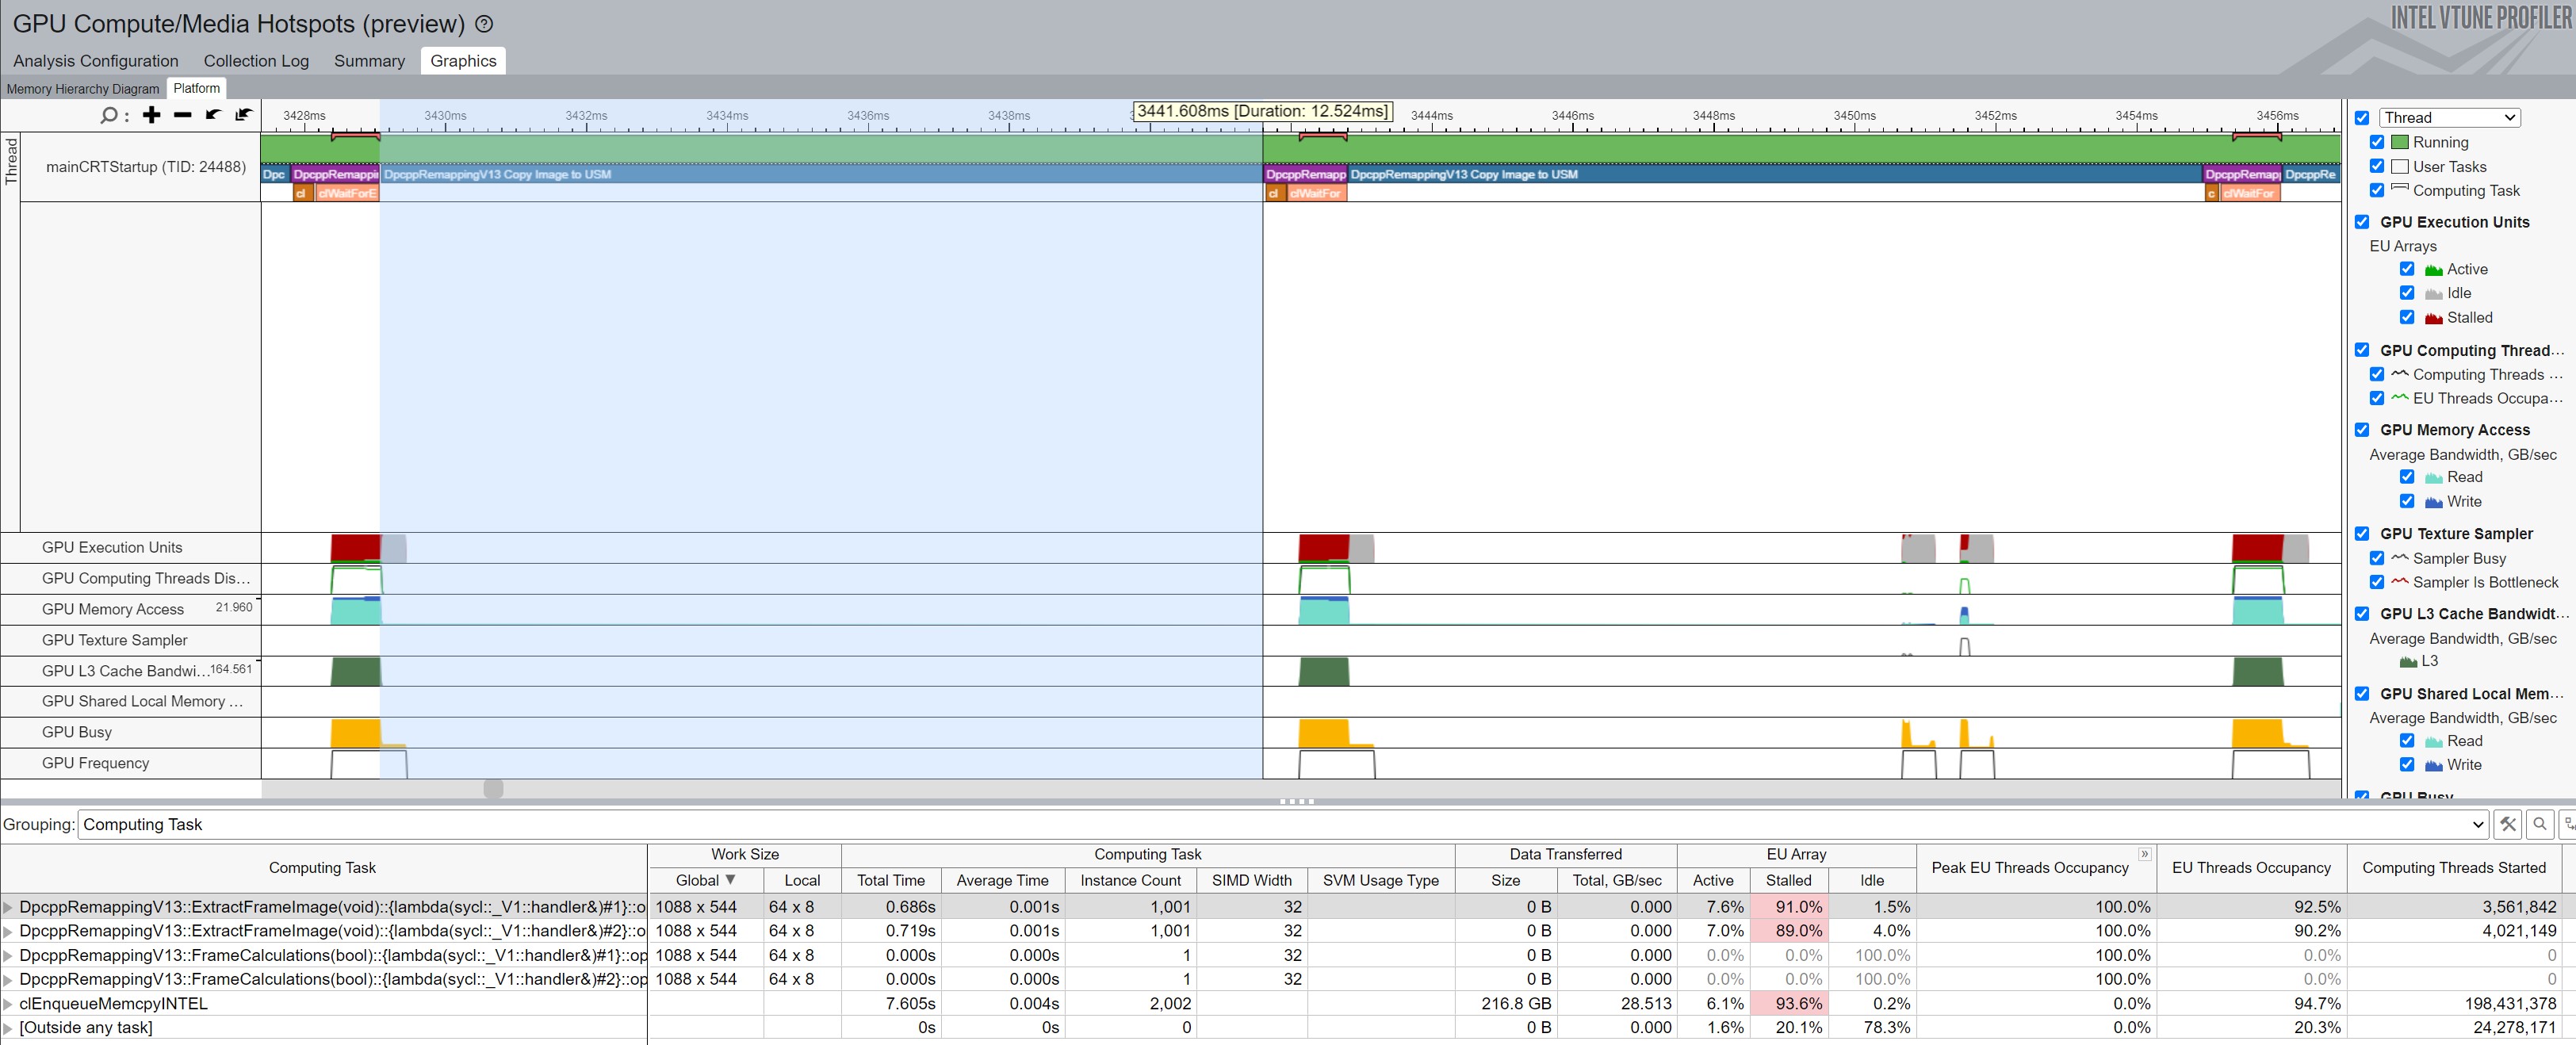 GPU Compute/Media Hotspots (preview) ?
INTEL VTUNE PROFILER
Analysis Configuration Collection Log Summary Graphics
Memory Hierarchy Diagram Platform
3428ms 3430ms 3432ms 3434ms 3436ms 3438ms 3441.608ms [Duration: 12.524ms] 3444ms 3446ms 3448ms 3450ms 3452ms 3454ms 3456ms
Thread
mainCRTStartup (TID: 24488)
Dpc DpcppRemappi DpcppRemappingV13 Copy Image to USM DpcppRemapp DpcppRemappingV13 Copy Image to USM DpcppRemap DpcppRe
cl clWaitForE cl clWaitFor c clWaitFor
GPU Execution Units
GPU Computing Threads Dis...
GPU Memory Access 21.960
GPU Texture Sampler
GPU L3 Cache Bandwi... 164.561
GPU Shared Local Memory ...
GPU Busy
GPU Frequency
Thread
Running
User Tasks
Computing Task
GPU Execution Units
EU Arrays
Active
Idle
Stalled
GPU Computing Thread...
Computing Threads ...
EU Threads Occupa...
GPU Memory Access
Average Bandwidth, GB/sec
Read
Write
GPU Texture Sampler
Sampler Busy
Sampler Is Bottleneck
GPU L3 Cache Bandwidt...
Average Bandwidth, GB/sec
L3
GPU Shared Local Mem...
Average Bandwidth, GB/sec
Read
Write
GPU Busy
Grouping: Computing Task
Computing Task Work Size Computing Task Data Transferred EU Array Peak EU Threads Occupancy » EU Threads Occupancy Computing Threads Started
Global ▼ Local Total Time Average Time Instance Count SIMD Width SVM Usage Type Size Total, GB/sec Active Stalled Idle
DpcppRemappingV13::ExtractFrameImage(void)::{lambda(sycl::_V1::handler&)#1}::o 1088 x 544 64 x 8 0.686s 0.001s 1,001 32 0 B 0.000 7.6% 91.0% 1.5% 100.0% 92.5% 3,561,842
DpcppRemappingV13::ExtractFrameImage(void)::{lambda(sycl::_V1::handler&)#2}::o 1088 x 544 64 x 8 0.719s 0.001s 1,001 32 0 B 0.000 7.0% 89.0% 4.0% 100.0% 90.2% 4,021,149
DpcppRemappingV13::FrameCalculations(bool)::{lambda(sycl::_V1::handler&)#1}::op 1088 x 544 64 x 8 0.000s 0.000s 1 32 0 B 0.000 0.0% 0.0% 100.0% 100.0% 0.0% 0
DpcppRemappingV13::FrameCalculations(bool)::{lambda(sycl::_V1::handler&)#2}::op 1088 x 544 64 x 8 0.000s 0.000s 1 32 0 B 0.000 0.0% 0.0% 100.0% 100.0% 0.0% 0
clEnqueueMemcpyINTEL 7.605s 0.004s 2,002 216.8 GB 28.513 6.1% 93.6% 0.2% 0.0% 94.7% 198,431,378
[Outside any task] 0s 0s 0 0 B 0.000 1.6% 20.1% 78.3% 0.0% 20.3% 24,278,171